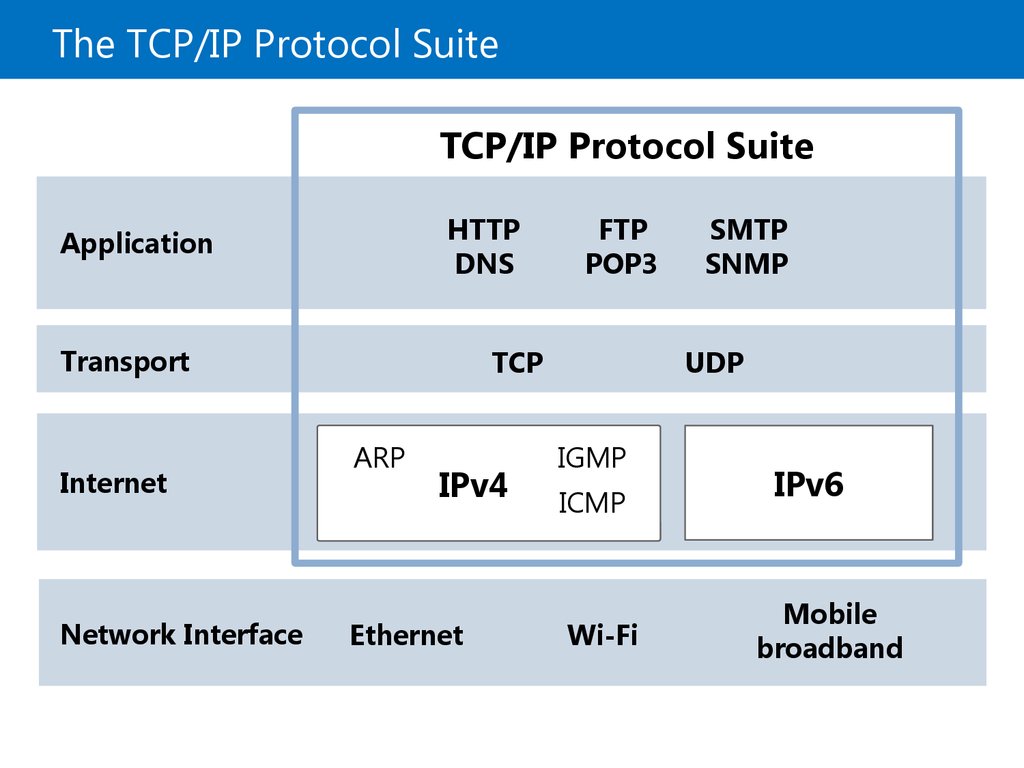 The TCP/IP Protocol Suite
TCP/IP Protocol Suite
Application
HTTP FTP SMTP
DNS POP3 SNMP
Transport TCP UDP
Internet
ARP IGMP
IPv4 IPv6
ICMP
Network Interface Ethernet Wi-Fi
Mobile
broadband